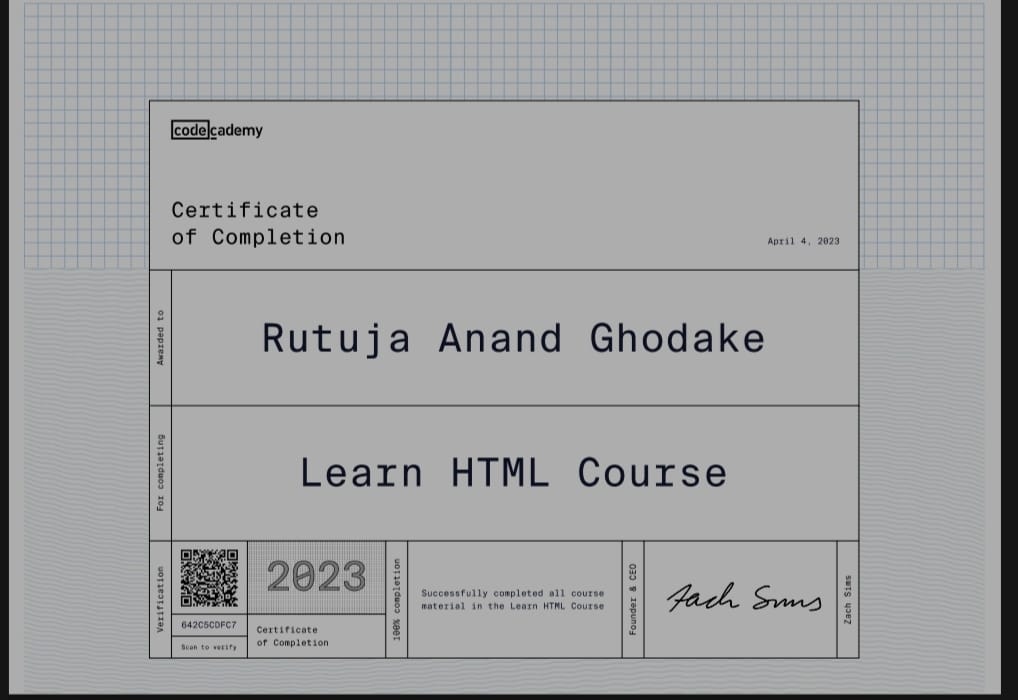 codecademy
Certificate
of Completion
April 4, 2023
Awarded to
Rutuja Anand Ghodake
For completing
Learn HTML Course
Verification
642C5CDFC7
Scan to verify
2023
Certificate
of Completion
100% completion
Successfully completed all course
material in the Learn HTML Course
Founder & CEO
Zach Sims
Zach Sims